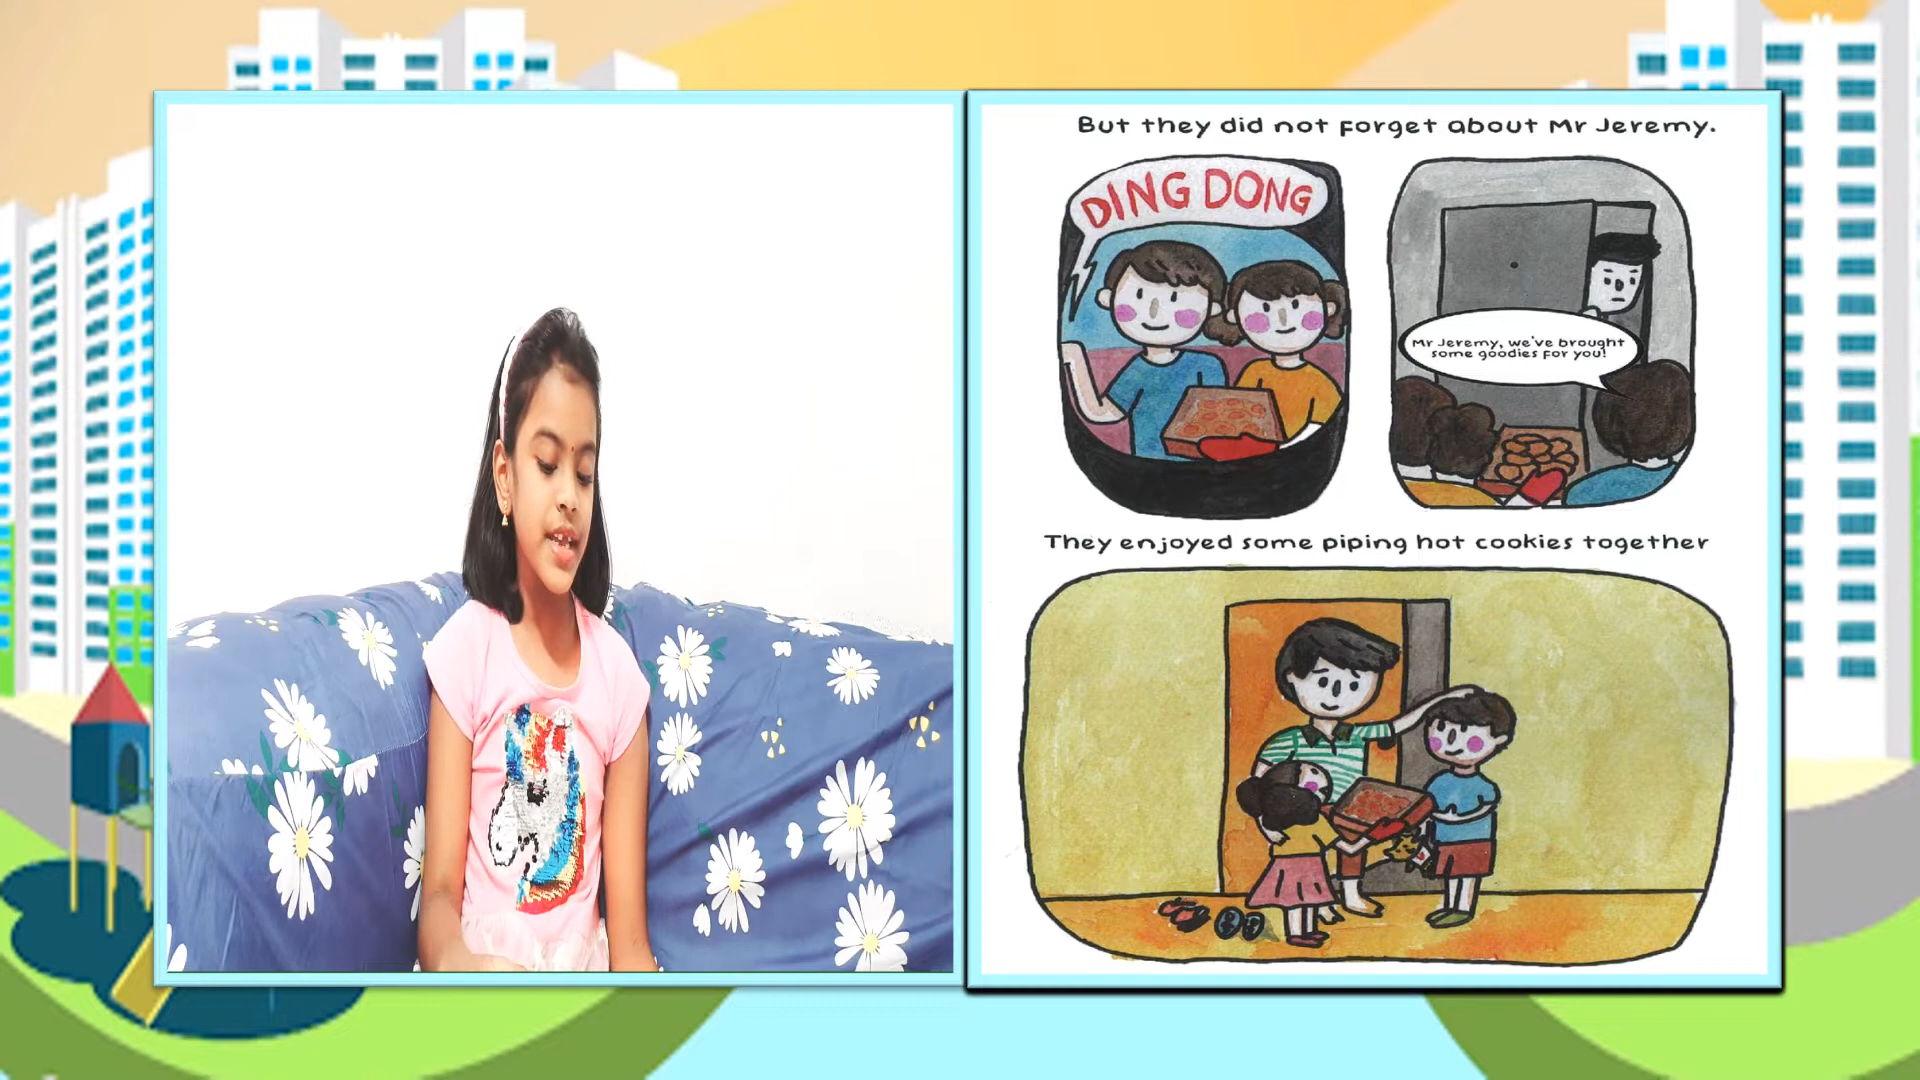 But they did not forget about Mr Jeremy.
DING DONG
Mr Jeremy, we've brought
some goodies for you!
They enjoyed some piping hot cookies together